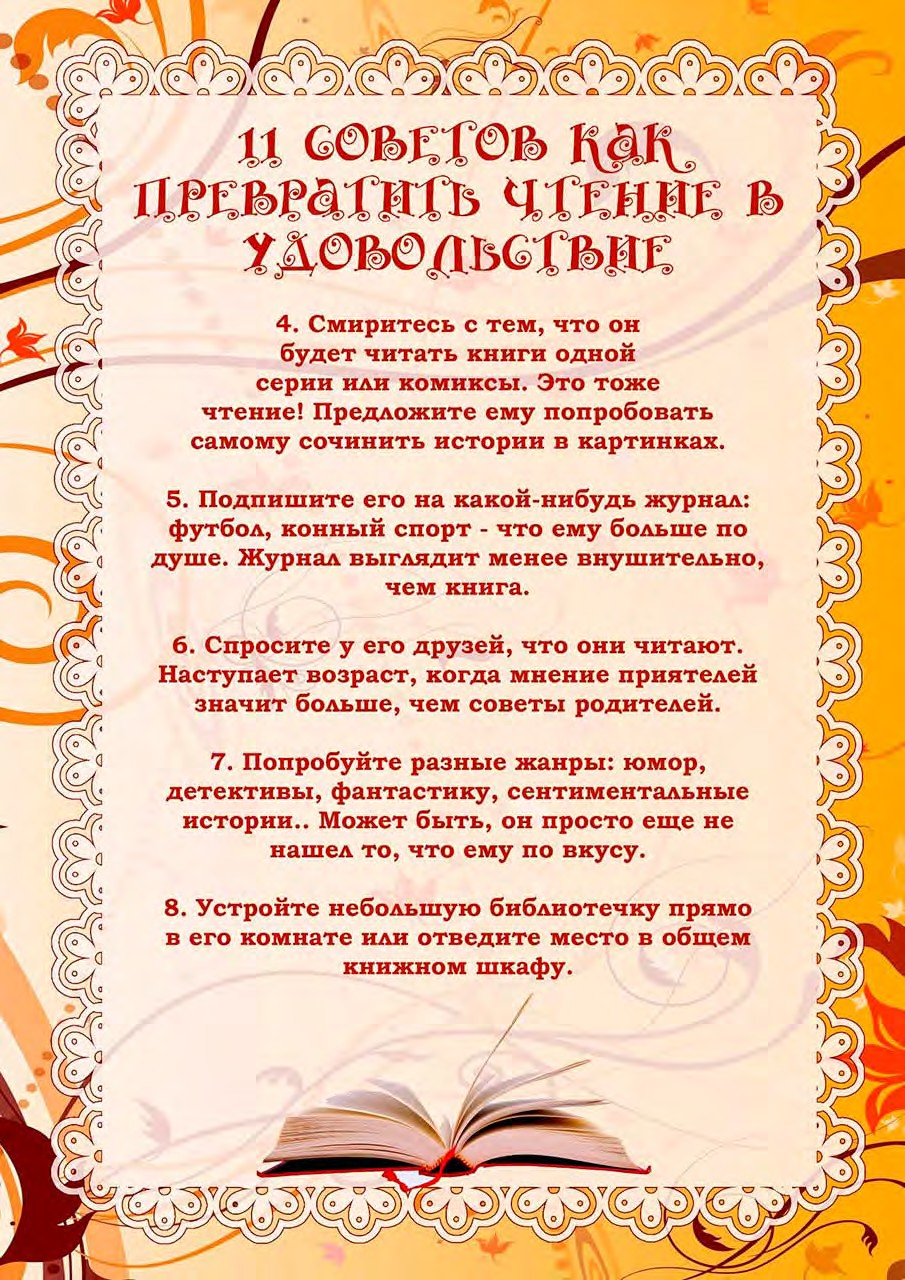 11 СОВЕТОВ КАК
ПРЕВРАТИТЬ ЧТЕНИЕ В
УДОВОЛЬСТВИЕ
4. Смиритесь с тем, что он
будет читать книги одной
серии или комиксы. Это тоже
чтение! Предложите ему попробовать
самому сочинить истории в картинках.
5. Подпишите его на какой-нибудь журнал:
футбол, конный спорт - что ему больше по
душе. Журнал выглядит менее внушительно,
чем книга.
6. Спросите у его друзей, что они читают.
Наступает возраст, когда мнение приятелей
значит больше, чем советы родителей.
7. Попробуйте разные жанры: юмор,
детективы, фантастику, сентиментальные
истории.. Может быть, он просто еще не
нашел то, что ему по вкусу.
8. Устройте небольшую библиотечку прямо
в его комнате или отведите место в общем
книжном шкафу.